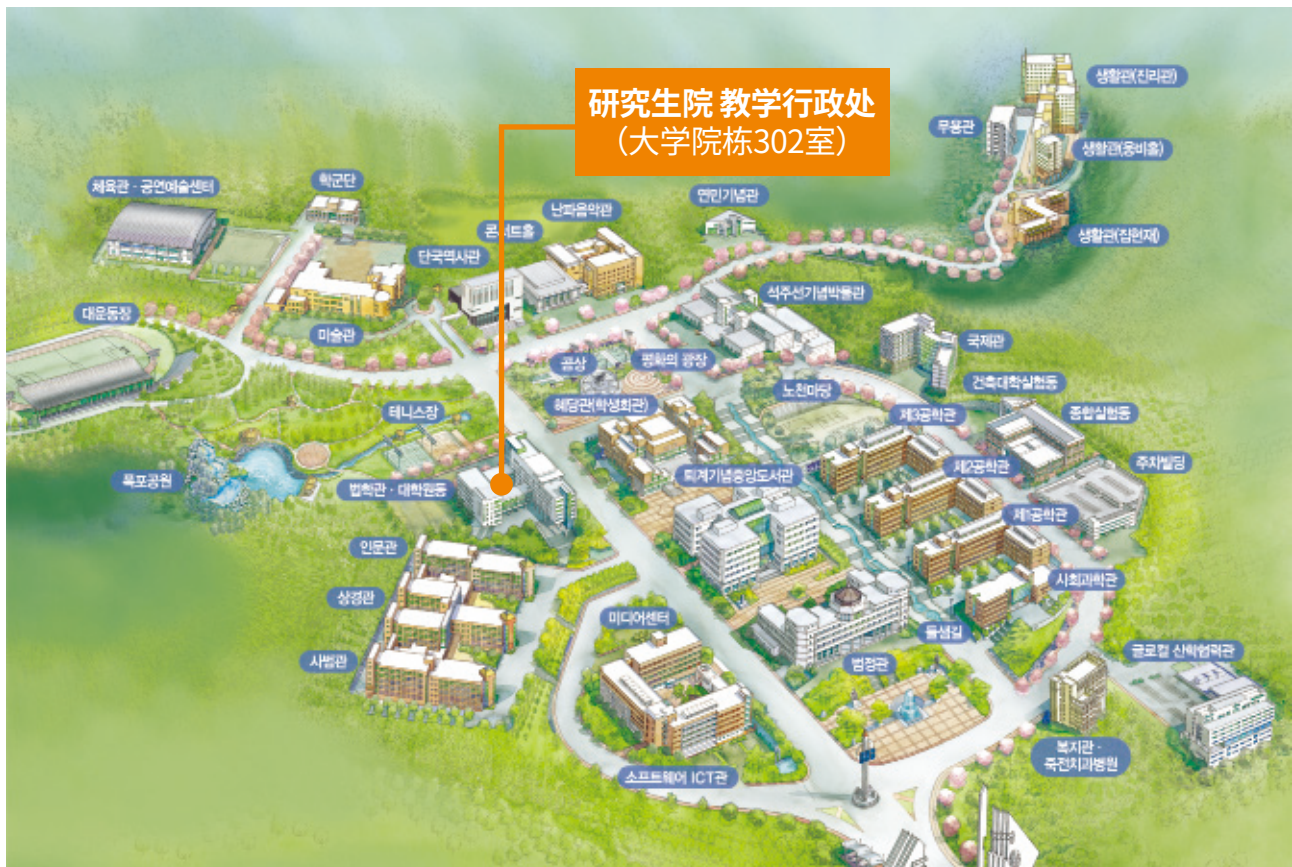 研究生院 教学行政处
（大学院栋302室）
생활관(진리관)
무용관
생활관(웅비홀)
체육관 · 공연예술센터
학군단
연민기념관
난파음악관
콘서트홀
생활관(집현재)
단국역사관
석주선기념박물관
대운동장
미술관
국제관
곰상
평화의 광장
노천마당
건축대학실험동
혜당관(학생회관)
테니스장
제3공학관
종합실험동
폭포공원
법학관 · 대학원동
퇴계기념중앙도서관
제2공학관
주차빌딩
제1공학관
인문관
사회과학관
상경관
미디어센터
들샘길
사범관
범정관
글로컬 산학협력관
복지관 ·
죽전치과병원
소프트웨어 ICT관